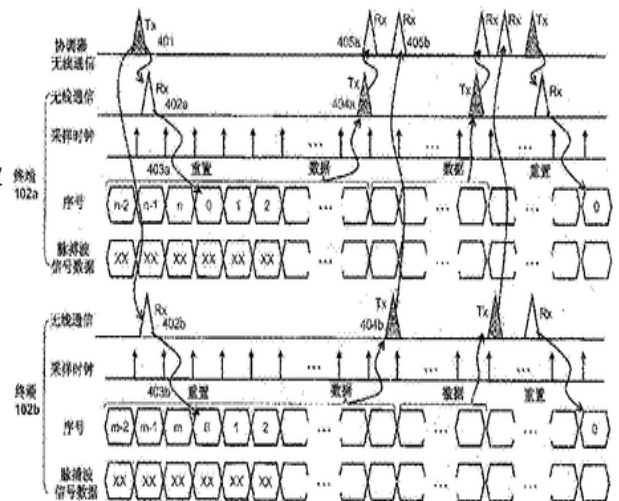 Tx 401 405a Rx Rx 405b Rx Rx Tx
协调器
无线通信
无线通信 Rx 402a Tx 404a Tx Rx
采样时钟 ... ...
终端
102a
403a 重置 数据 数据 重置
序号 n-2 n-1 n 0 1 2 ... ... ... 0
脉搏波
信号数据 XX XX XX XX XX XX ... ... ...
无线通信 Rx 402b Tx 404b Tx Rx
采样时钟 ... ...
终端
102b
403b 重置 数据 数据 重置
序号 m-2 m-1 m 0 1 2 ... ... ... 0
脉搏波
信号数据 XX XX XX XX XX XX ... ... ...